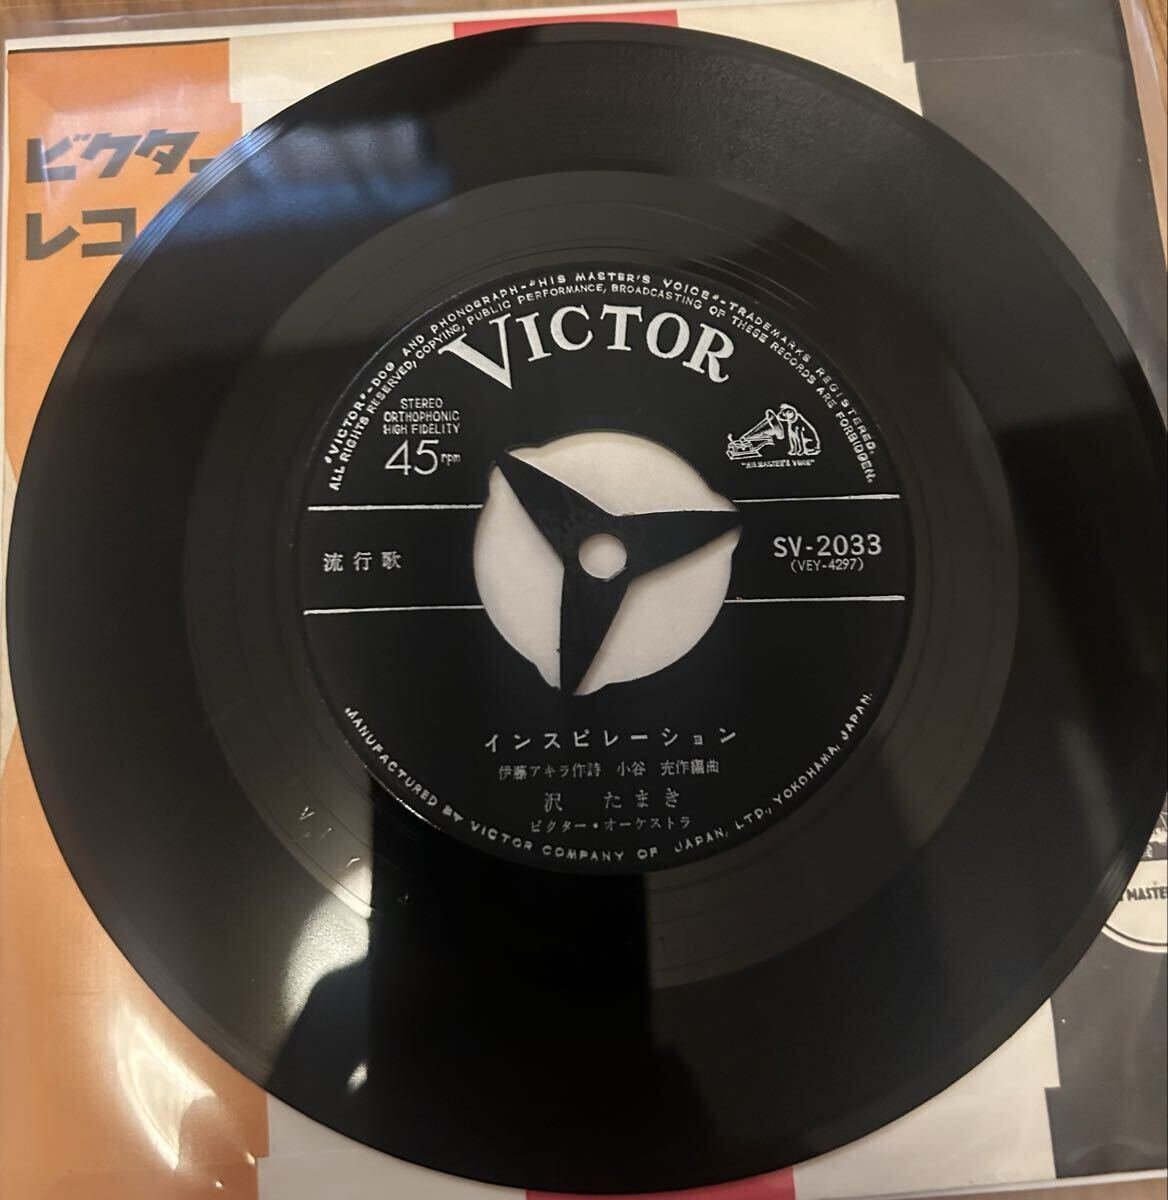 ビクター
レコ
"VICTOR"-DOG AND PHONOGRAPH-"HIS MASTER'S VOICE"-TRADEMARKS REGISTERED.
ALL RIGHTS RESERVED, COPYING, PUBLIC PERFORMANCE, BROADCASTING OF THESE RECORDS ARE FORBIDDEN.
VICTOR
STEREO
ORTHOPHONIC
HIGH FIDELITY
45rpm
"HIS MASTER'S VOICE"
流行歌
SV-2033
(VEY-4297)
インスピレーション
伊藤アキラ作詩 小谷 充作編曲
沢 たまき
ビクター・オーケストラ
MANUFACTURED BY VICTOR COMPANY OF JAPAN, LTD., YOKOHAMA, JAPAN.
MASTE